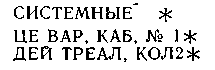 СИСТЕМНЫЕ *
ЦЕ ВАР, КАБ, № 1*
ДЕЙ ТРЕАЛ, КОЛ2*